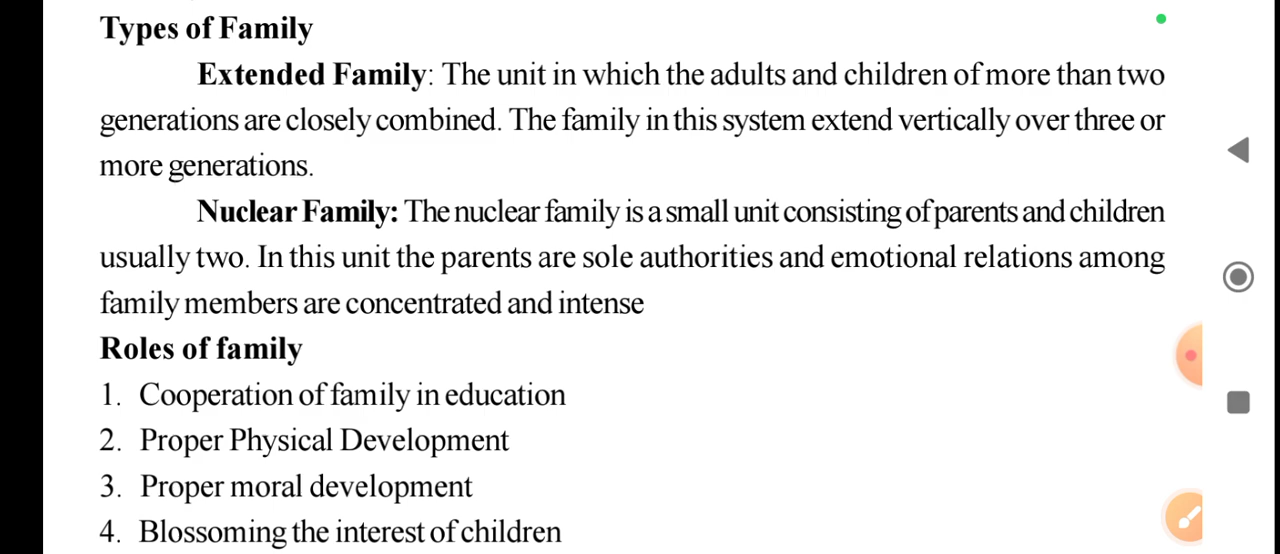 Types of Family
Extended Family: The unit in which the adults and children of more than two
generations are closely combined. The family in this system extend vertically over three or
more generations.
Nuclear Family: The nuclear family is a small unit consisting of parents and children
usually two. In this unit the parents are sole authorities and emotional relations among
family members are concentrated and intense
Roles of family
1. Cooperation of family in education
2. Proper Physical Development
3. Proper moral development
4. Blossoming the interest of children